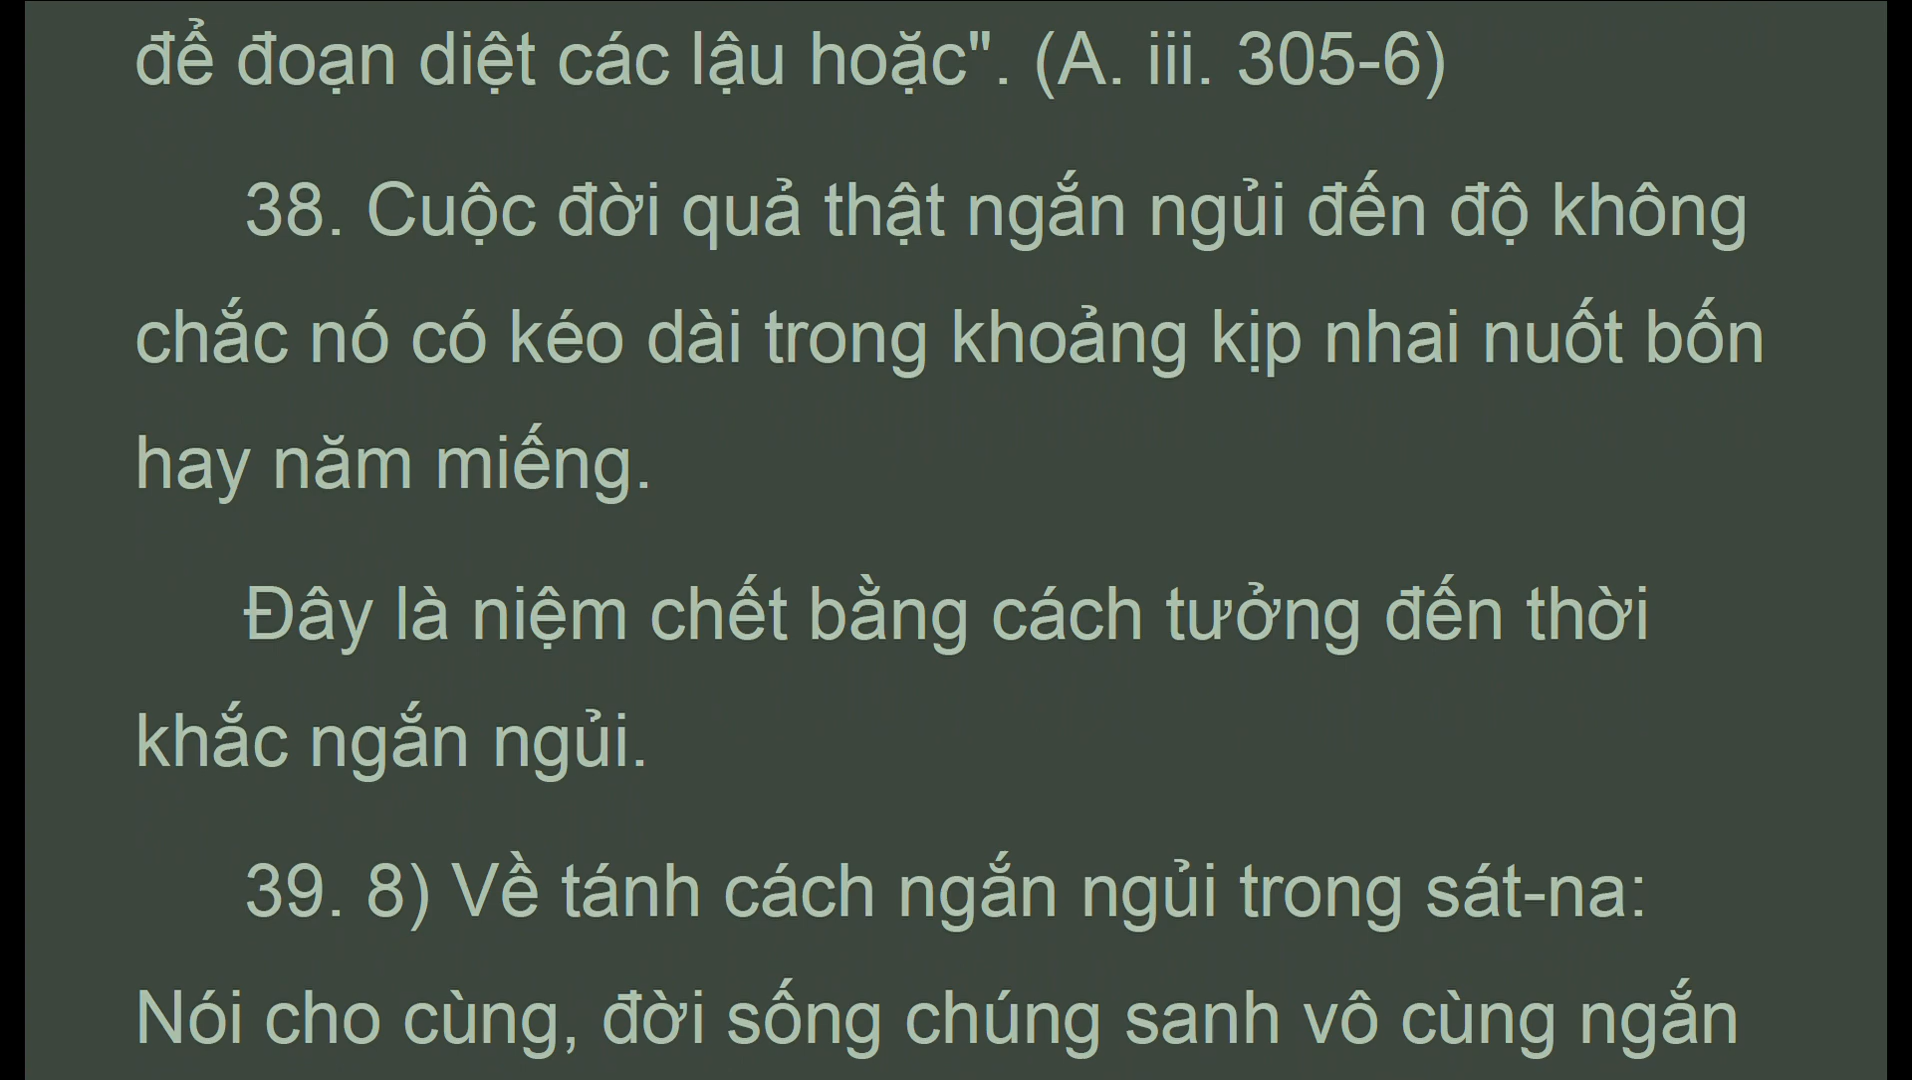 để đoạn diệt các lậu hoặc". (A. iii. 305-6)
38. Cuộc đời quả thật ngắn ngủi đến độ không
chắc nó có kéo dài trong khoảng kịp nhai nuốt bốn
hay năm miếng.
Đây là niệm chết bằng cách tưởng đến thời
khắc ngắn ngủi.
39. 8) Về tánh cách ngắn ngủi trong sát-na:
Nói cho cùng, đời sống chúng sanh vô cùng ngắn